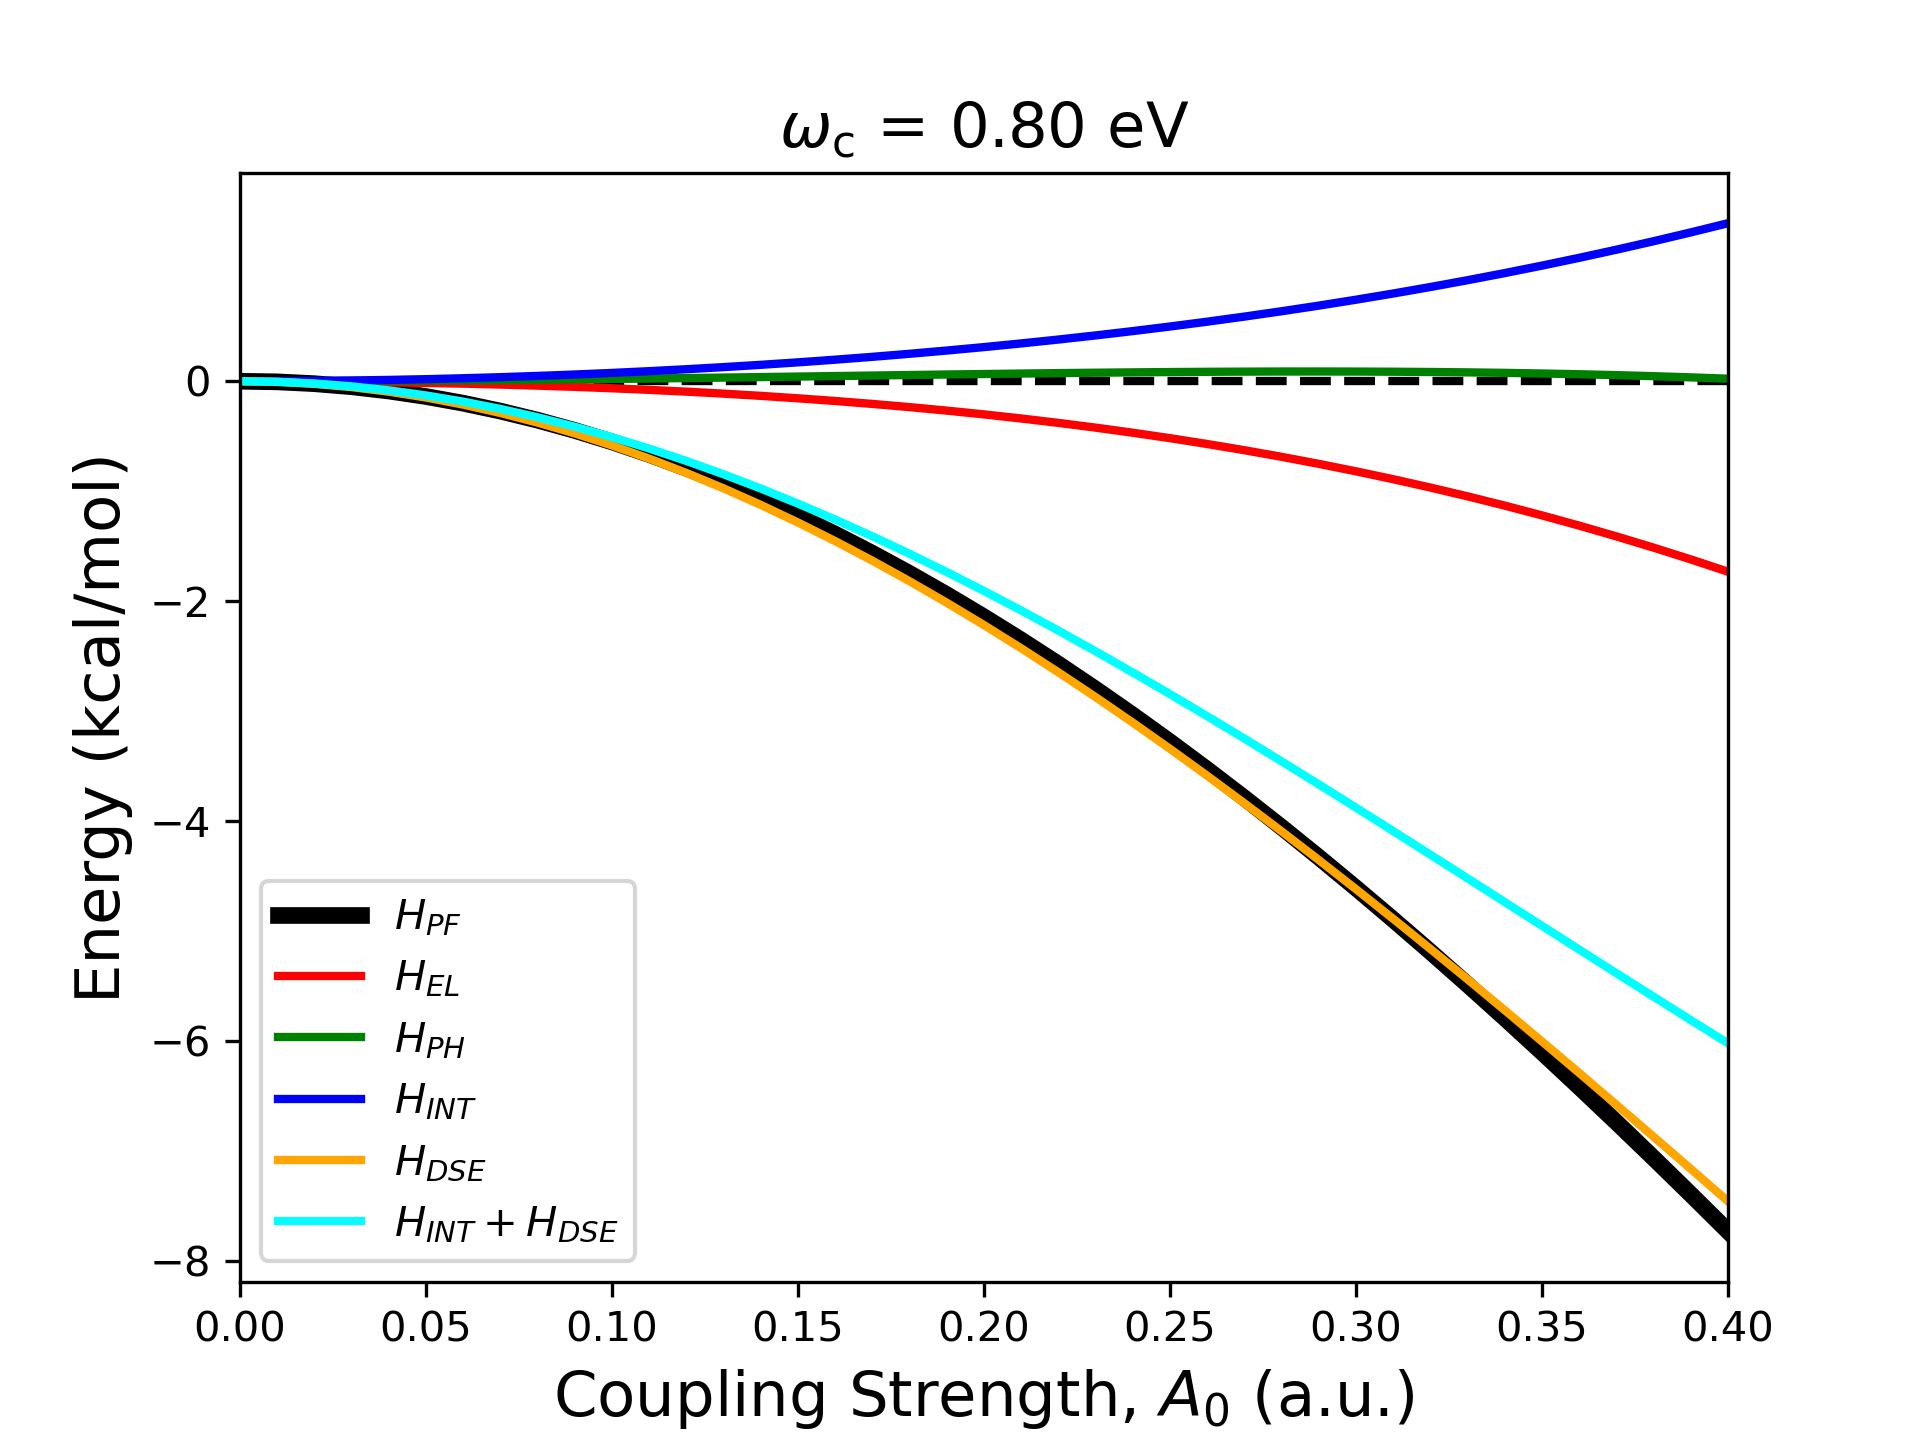 ω_c = 0.80 eV
Energy (kcal/mol)
0
−2
−4
−6
−8
H_PF
H_EL
H_PH
H_INT
H_DSE
H_INT + H_DSE
0.00 0.05 0.10 0.15 0.20 0.25 0.30 0.35 0.40
Coupling Strength, A_0 (a.u.)